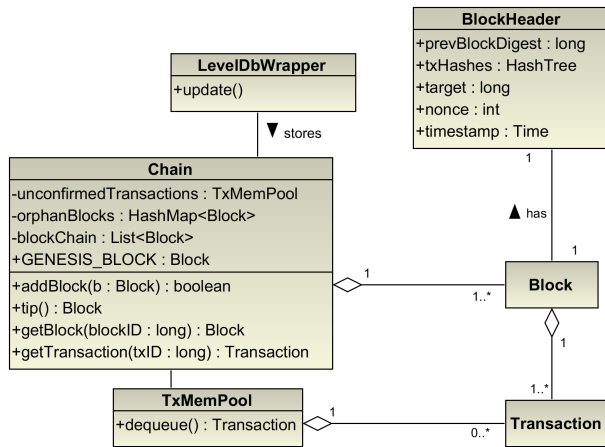 BlockHeader
+prevBlockDigest : long
+txHashes : HashTree
+target : long
+nonce : int
+timestamp : Time
LevelDbWrapper
+update()
stores
Chain
-unconfirmedTransactions : TxMemPool
-orphanBlocks : HashMap<Block>
-blockChain : List<Block>
+GENESIS_BLOCK : Block
+addBlock(b : Block) : boolean
+tip() : Block
+getBlock(blockID : long) : Block
+getTransaction(txID : long) : Transaction
1
has
1
1
1..*
Block
1
1..*
TxMemPool
+dequeue() : Transaction
1
0..*
Transaction